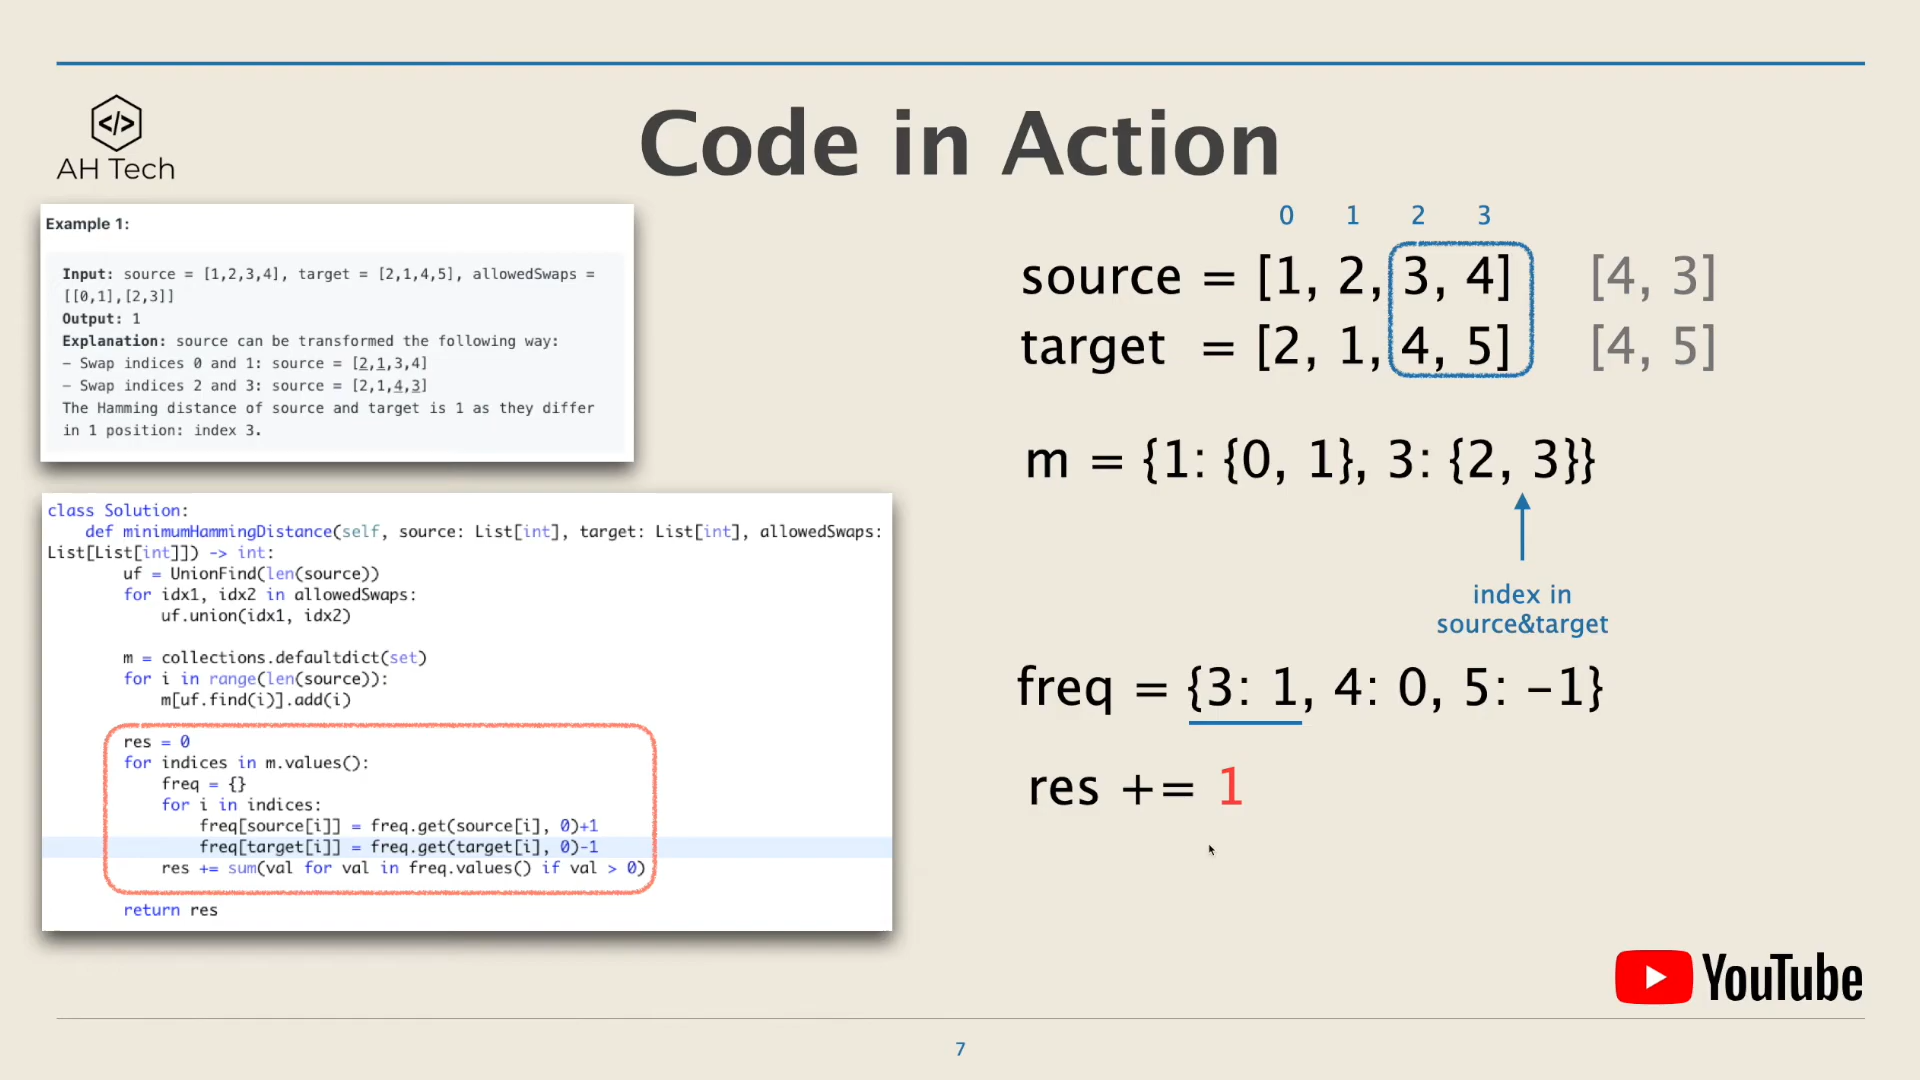 </>
AH Tech
Code in Action
Example 1:
Input: source = [1,2,3,4], target = [2,1,4,5], allowedSwaps =
[[0,1],[2,3]]
Output: 1
Explanation: source can be transformed the following way:
– Swap indices 0 and 1: source = [2,1,3,4]
– Swap indices 2 and 3: source = [2,1,4,3]
The Hamming distance of source and target is 1 as they differ
in 1 position: index 3.
class Solution:
    def minimumHammingDistance(self, source: List[int], target: List[int], allowedSwaps:
List[List[int]]) -> int:
        uf = UnionFind(len(source))
        for idx1, idx2 in allowedSwaps:
            uf.union(idx1, idx2)
        m = collections.defaultdict(set)
        for i in range(len(source)):
            m[uf.find(i)].add(i)
        res = 0
        for indices in m.values():
            freq = {}
            for i in indices:
                freq[source[i]] = freq.get(source[i], 0)+1
                freq[target[i]] = freq.get(target[i], 0)-1
            res += sum(val for val in freq.values() if val > 0)
        return res
0 1 2 3
source = [1, 2, 3, 4] [4, 3]
target = [2, 1, 4, 5] [4, 5]
m = {1: {0, 1}, 3: {2, 3}}
index in
source&target
freq = {3: 1, 4: 0, 5: -1}
res += 1
YouTube
7